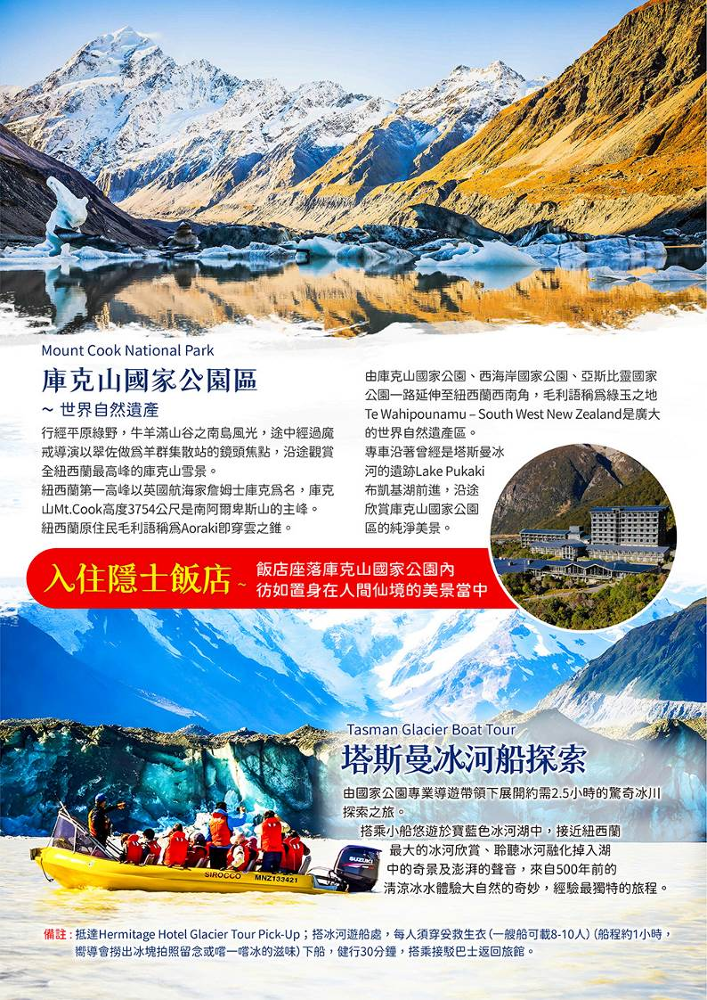 Mount Cook National Park
庫克山國家公園區
~ 世界自然遺產
行經平原綠野，牛羊滿山谷之南島風光，途中經過魔
戒導演以翠佐做為羊群集散站的鏡頭焦點，沿途觀賞
全紐西蘭最高峰的庫克山雪景。
紐西蘭第一高峰以英國航海家詹姆士庫克為名，庫克
山Mt.Cook高度3754公尺是南阿爾卑斯山的主峰。
紐西蘭原住民毛利語稱為Aoraki即穿雲之錐。
由庫克山國家公園、西海岸國家公園、亞斯比靈國家
公園一路延伸至紐西蘭西南角，毛利語稱為綠玉之地
Te Wahipounamu – South West New Zealand是廣大
的世界自然遺產區。
專車沿著曾經是塔斯曼冰
河的遺跡Lake Pukaki
布凱基湖前進，沿途
欣賞庫克山國家公園
區的純淨美景。
入住隱士飯店~
飯店座落庫克山國家公園內
彷如置身在人間仙境的美景當中
Tasman Glacier Boat Tour
塔斯曼冰河船探索
由國家公園專業導遊帶領下展開約需2.5小時的驚奇冰川
探索之旅。
搭乘小船悠遊於寶藍色冰河湖中，接近紐西蘭
最大的冰河欣賞、聆聽冰河融化掉入湖
中的奇景及澎湃的聲音，來自500年前的
清涼冰水體驗大自然的奇妙，經驗最獨特的旅程。
SUZUKI
SIROCCO MNZ133421
備註：抵達Hermitage Hotel Glacier Tour Pick-Up；搭冰河遊船處，每人須穿妥救生衣(一艘船可載8-10人)(船程約1小時，
嚮導會撈出冰塊拍照留念或嚐一嚐冰的滋味)下船，健行30分鐘，搭乘接駁巴士返回旅館。